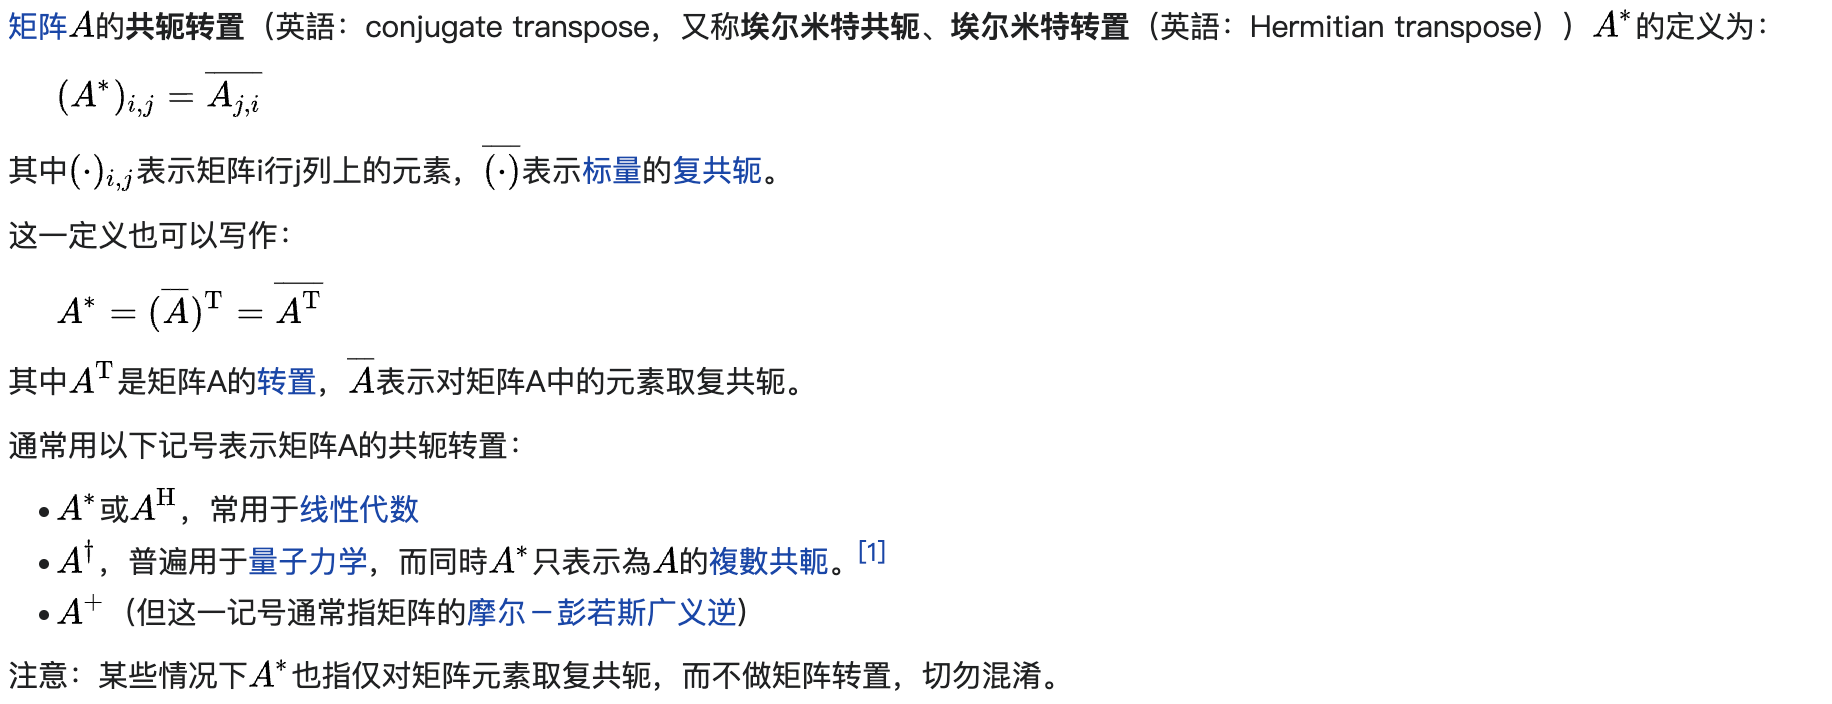 矩阵A的共轭转置（英語：conjugate transpose，又称埃尔米特共轭、埃尔米特转置（英語：Hermitian transpose））A*的定义为：
(A*)_{i,j} = \overline{A_{j,i}}
其中(·)_{i,j}表示矩阵i行j列上的元素，\overline{(·)}表示标量的复共轭。
这一定义也可以写作：
A* = (\overline{A})^T = \overline{A^T}
其中A^T是矩阵A的转置，\overline{A}表示对矩阵A中的元素取复共轭。
通常用以下记号表示矩阵A的共轭转置：
• A*或A^H，常用于线性代数
• A^†，普遍用于量子力学，而同時A*只表示為A的複數共軛。[1]
• A^+（但这一记号通常指矩阵的摩尔－彭若斯广义逆）
注意：某些情况下A*也指仅对矩阵元素取复共轭，而不做矩阵转置，切勿混淆。